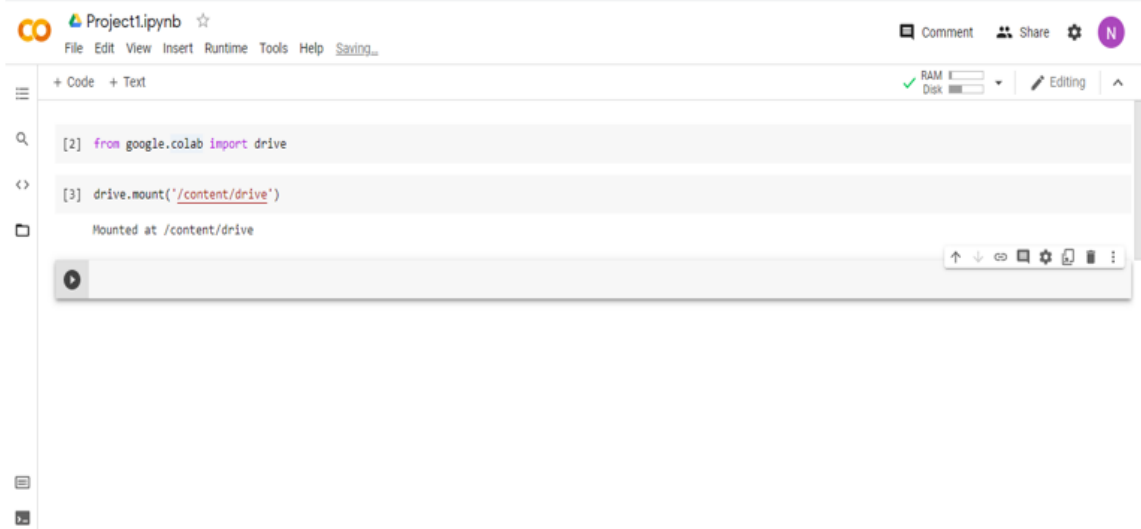 Project1.ipynb
Comment Share N
File Edit View Insert Runtime Tools Help Saving...
+ Code + Text
RAM
Disk
Editing
[2] from google.colab import drive
[3] drive.mount('/content/drive')
Mounted at /content/drive